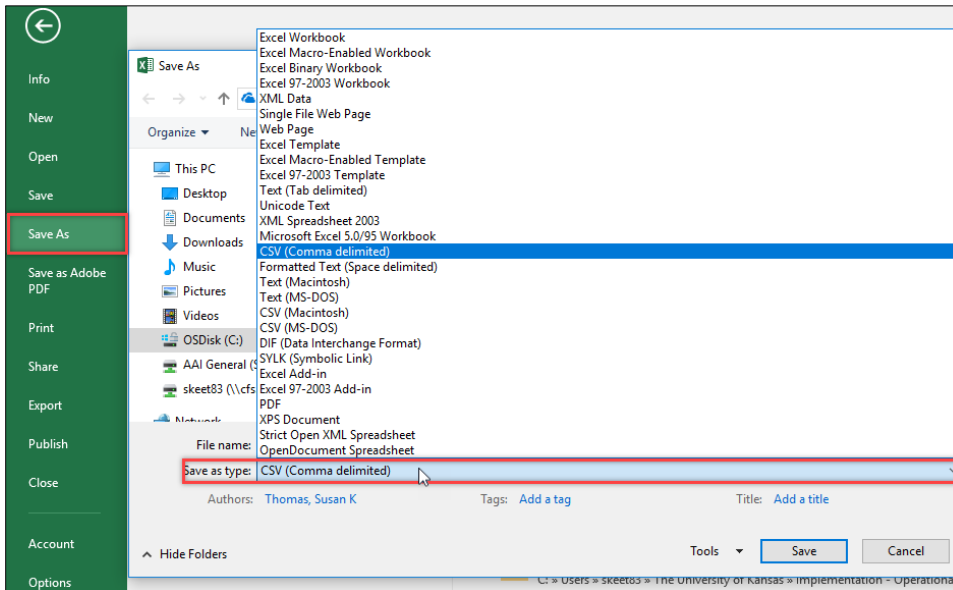 Info
New
Open
Save
Save As
Save as Adobe
PDF
Print
Share
Export
Publish
Close
Account
Options
Save As
Organize
This PC
Desktop
Documents
Downloads
Music
Pictures
Videos
OSDisk (C:)
AAI General
skeet83 (\\cfs
Network
Excel Workbook
Excel Macro-Enabled Workbook
Excel Binary Workbook
Excel 97-2003 Workbook
XML Data
Single File Web Page
Web Page
Excel Template
Excel Macro-Enabled Template
Excel 97-2003 Template
Text (Tab delimited)
Unicode Text
XML Spreadsheet 2003
Microsoft Excel 5.0/95 Workbook
CSV (Comma delimited)
Formatted Text (Space delimited)
Text (Macintosh)
Text (MS-DOS)
CSV (Macintosh)
CSV (MS-DOS)
DIF (Data Interchange Format)
SYLK (Symbolic Link)
Excel Add-in
Excel 97-2003 Add-in
PDF
XPS Document
Strict Open XML Spreadsheet
OpenDocument Spreadsheet
File name:
Save as type: CSV (Comma delimited)
Authors: Thomas, Susan K Tags: Add a tag Title: Add a title
Hide Folders Tools Save Cancel
C: » Users » skeet83 » The University of Kansas » Implementation - Operationa